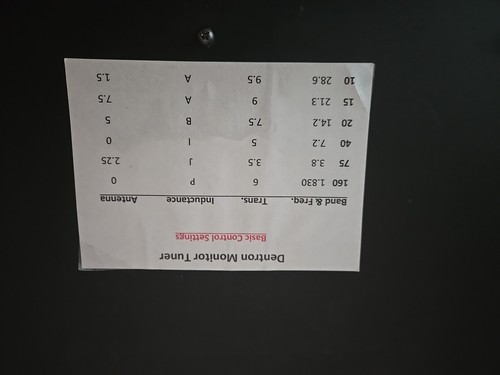 Dentron Monitor Tuner
Basic Control Settings
Band & Freq. Trans. Inductance Antenna
160 1.830 6 P 0
75 3.8 3.5 J 2.25
40 7.2 5 I 0
20 14.2 7.5 B 5
15 21.3 9 A 7.5
10 28.6 9.5 A 1.5